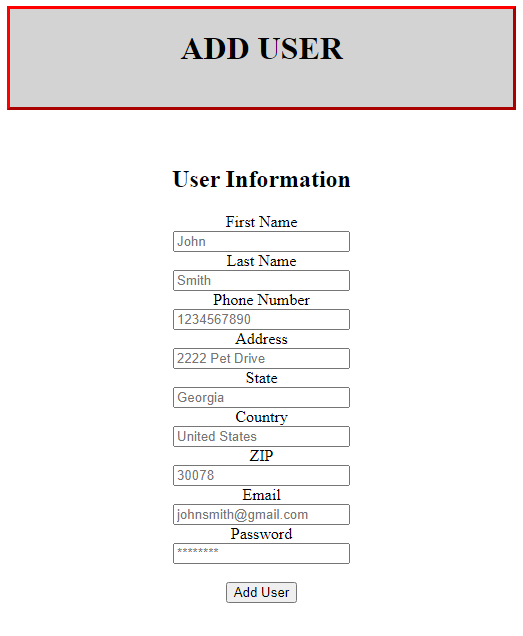 ADD USER
User Information
First Name
John
Last Name
Smith
Phone Number
1234567890
Address
2222 Pet Drive
State
Georgia
Country
United States
ZIP
30078
Email
johnsmith@gmail.com
Password
********
Add User